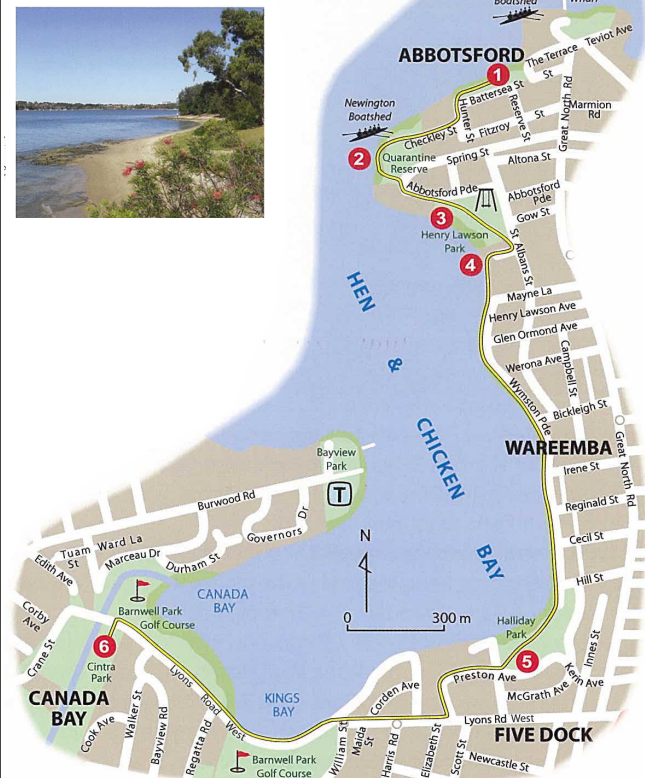 Boatshed
Wharf
ABBOTSFORD
1
The Terrace
Teviot Ave
Battersea St
Hunter St
Reserve St
Great North Rd
Marmion
Rd
Newington
Boatshed
Checkley St
Fitzroy St
2
Quarantine
Reserve
Spring St
Altona St
Abbotsford Pde
Abbotsford
Pde
3
Gow St
Henry Lawson
Park
4
St Albans St
HEN
&
CHICKEN
BAY
Mayne La
Henry Lawson Ave
Glen Ormond Ave
Werona Ave
Campbell St
Wymston Pde
Bickleigh St
WAREEMBA
Great North Rd
Irene St
Bayview
Park
T
Reginald St
Burwood Rd
Governors Dr
Cecil St
N
Tuam
St
Ward La
Marceau Dr
Durham St
Edith Ave
Hill St
CANADA
BAY
0 300 m
Barnwell Park
Golf Course
Corby
Ave
Halliday
Park
Innes St
Crane St
6
Cintra
Park
5
Kerin Ave
Preston Ave
McGrath Ave
Lyons Road West
CANADA
BAY
KINGS
BAY
Corden Ave
Cook Ave
Walker St
Bayview Rd
Regatta Rd
Lyons Rd West
FIVE DOCK
William St
Maida
St
Harris Rd
Elizabeth St
Scott St
Newcastle St
Barnwell Park
Golf Course